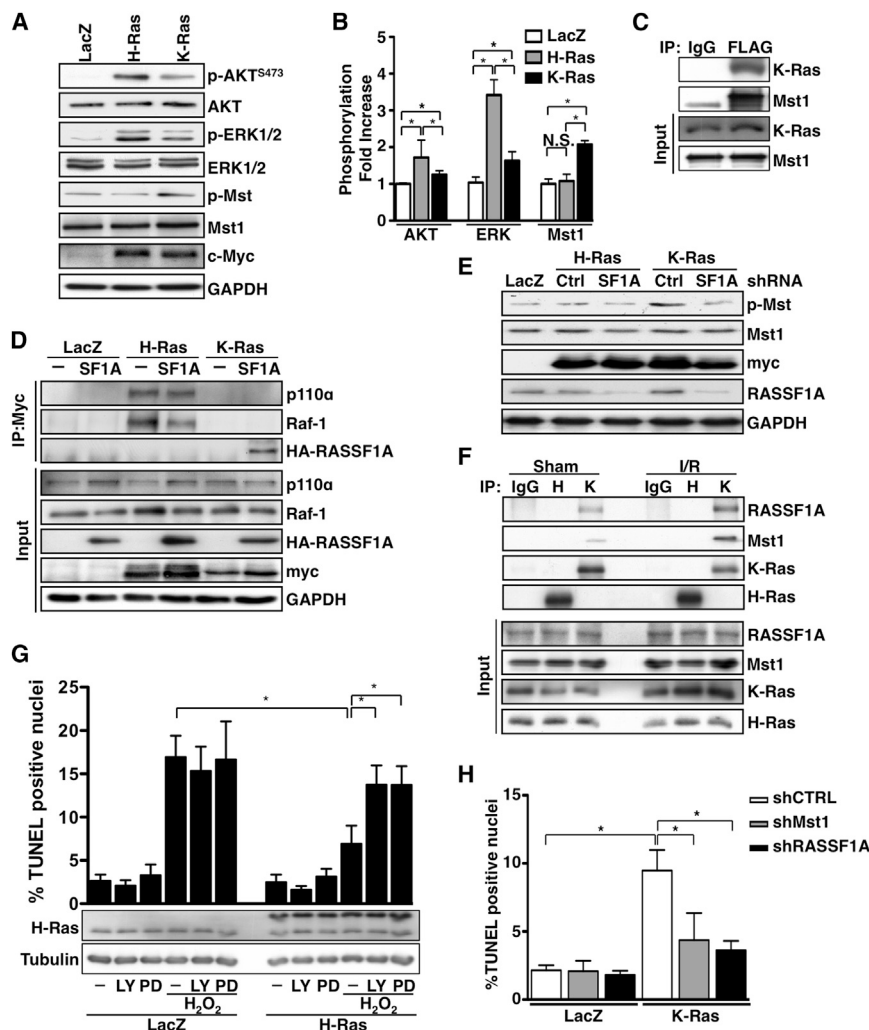 A
LacZ
H-Ras
K-Ras
p-AKTS473
AKT
p-ERK1/2
ERK1/2
p-Mst
Mst1
c-Myc
GAPDH
B
Phosphorylation
Fold Increase
5
4
3
2
1
0
LacZ
H-Ras
K-Ras
* * *
* * *
N.S. * *
AKT ERK Mst1
C
IP: IgG FLAG
K-Ras
Mst1
Input
K-Ras
Mst1
D
LacZ H-Ras K-Ras
– SF1A – SF1A – SF1A
IP:Myc
p110α
Raf-1
HA-RASSF1A
Input
p110α
Raf-1
HA-RASSF1A
myc
GAPDH
E
H-Ras K-Ras
LacZ Ctrl SF1A Ctrl SF1A shRNA
p-Mst
Mst1
myc
RASSF1A
GAPDH
F
Sham I/R
IP: IgG H K IgG H K
RASSF1A
Mst1
K-Ras
H-Ras
Input
RASSF1A
Mst1
K-Ras
H-Ras
G
% TUNEL positive nuclei
25
20
15
10
5
0
* * *
H-Ras
Tubulin
– LY PD – LY PD – LY PD – LY PD
H2O2 H2O2
LacZ H-Ras
H
%TUNEL positive nuclei
15
10
5
0
* * *
shCTRL
shMst1
shRASSF1A
LacZ K-Ras